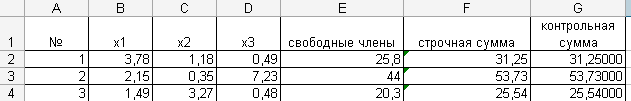 A B C D E F G
1 № x1 x2 x3 свободные члены строчная сумма контрольная сумма
2 1 3,78 1,18 0,49 25,8 31,25 31,25000
3 2 2,15 0,35 7,23 44 53,73 53,73000
4 3 1,49 3,27 0,48 20,3 25,54 25,54000